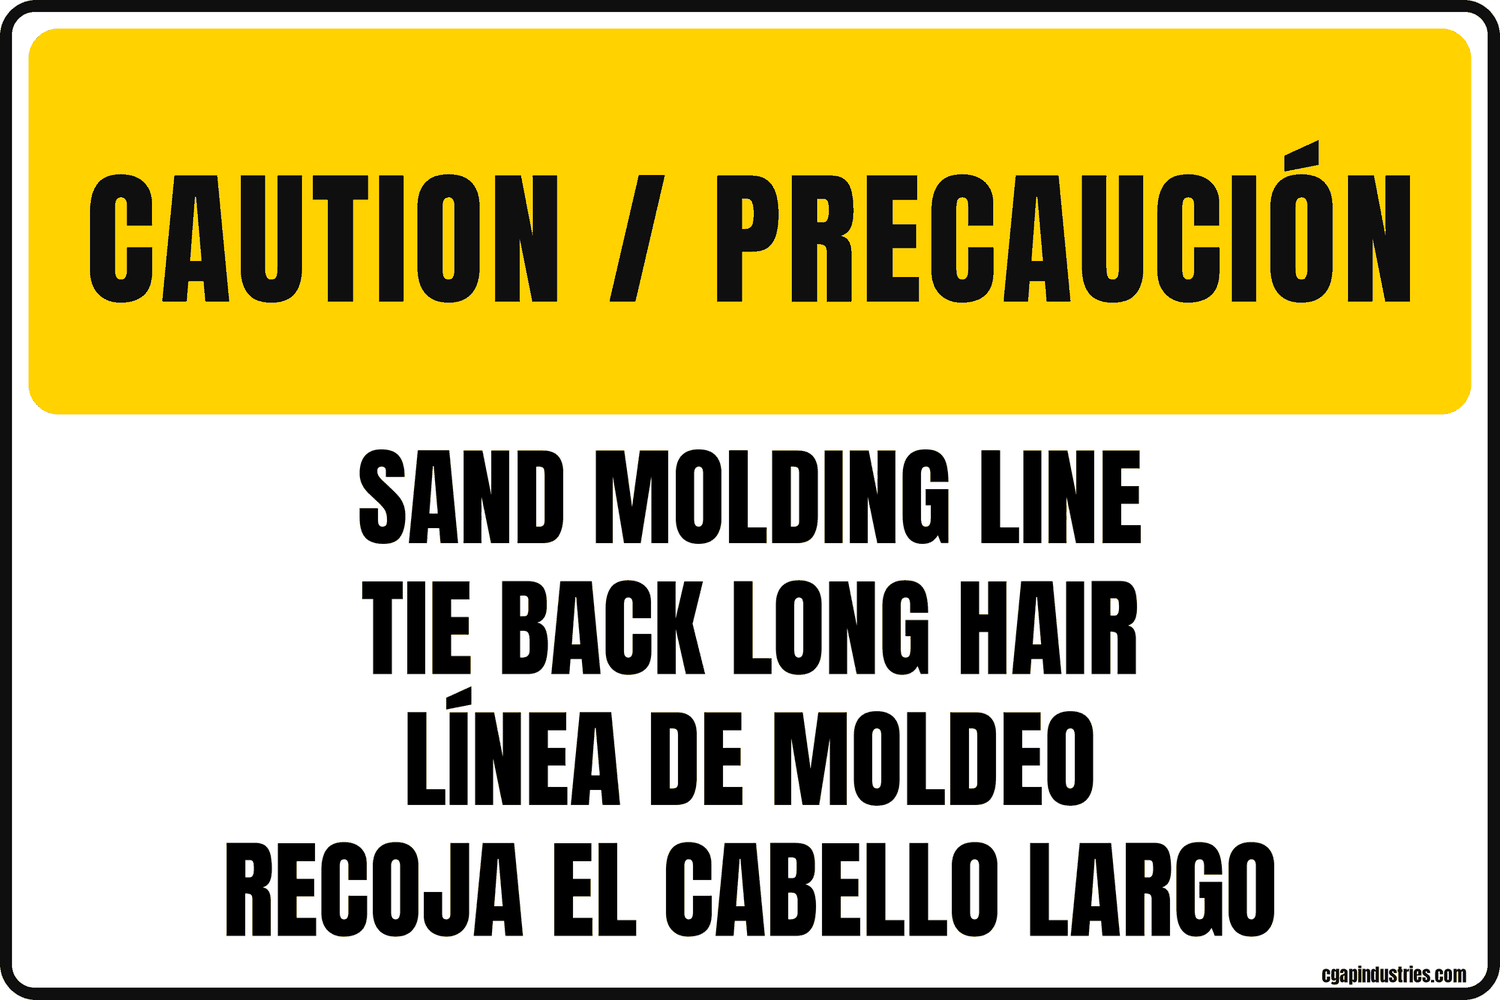 CAUTION / PRECAUCIÓN
SAND MOLDING LINE
TIE BACK LONG HAIR
LÍNEA DE MOLDEO
RECOJA EL CABELLO LARGO
cgapindustries.com